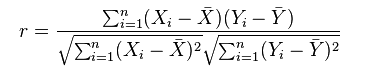 r = \frac{\sum_{i=1}^{n}(X_i - \bar{X})(Y_i - \bar{Y})}{\sqrt{\sum_{i=1}^{n}(X_i - \bar{X})^2}\sqrt{\sum_{i=1}^{n}(Y_i - \bar{Y})^2}}